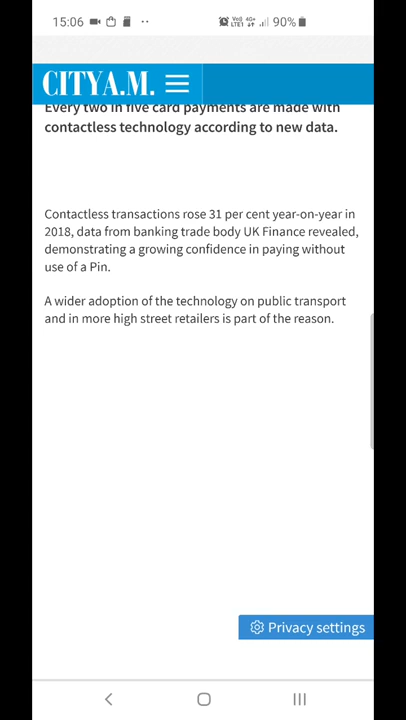 15:06
VoB 4G+
LTE1
90%
CITYA.M.
Every two in five card payments are made with
contactless technology according to new data.
Contactless transactions rose 31 per cent year-on-year in
2018, data from banking trade body UK Finance revealed,
demonstrating a growing confidence in paying without
use of a Pin.
A wider adoption of the technology on public transport
and in more high street retailers is part of the reason.
Privacy settings